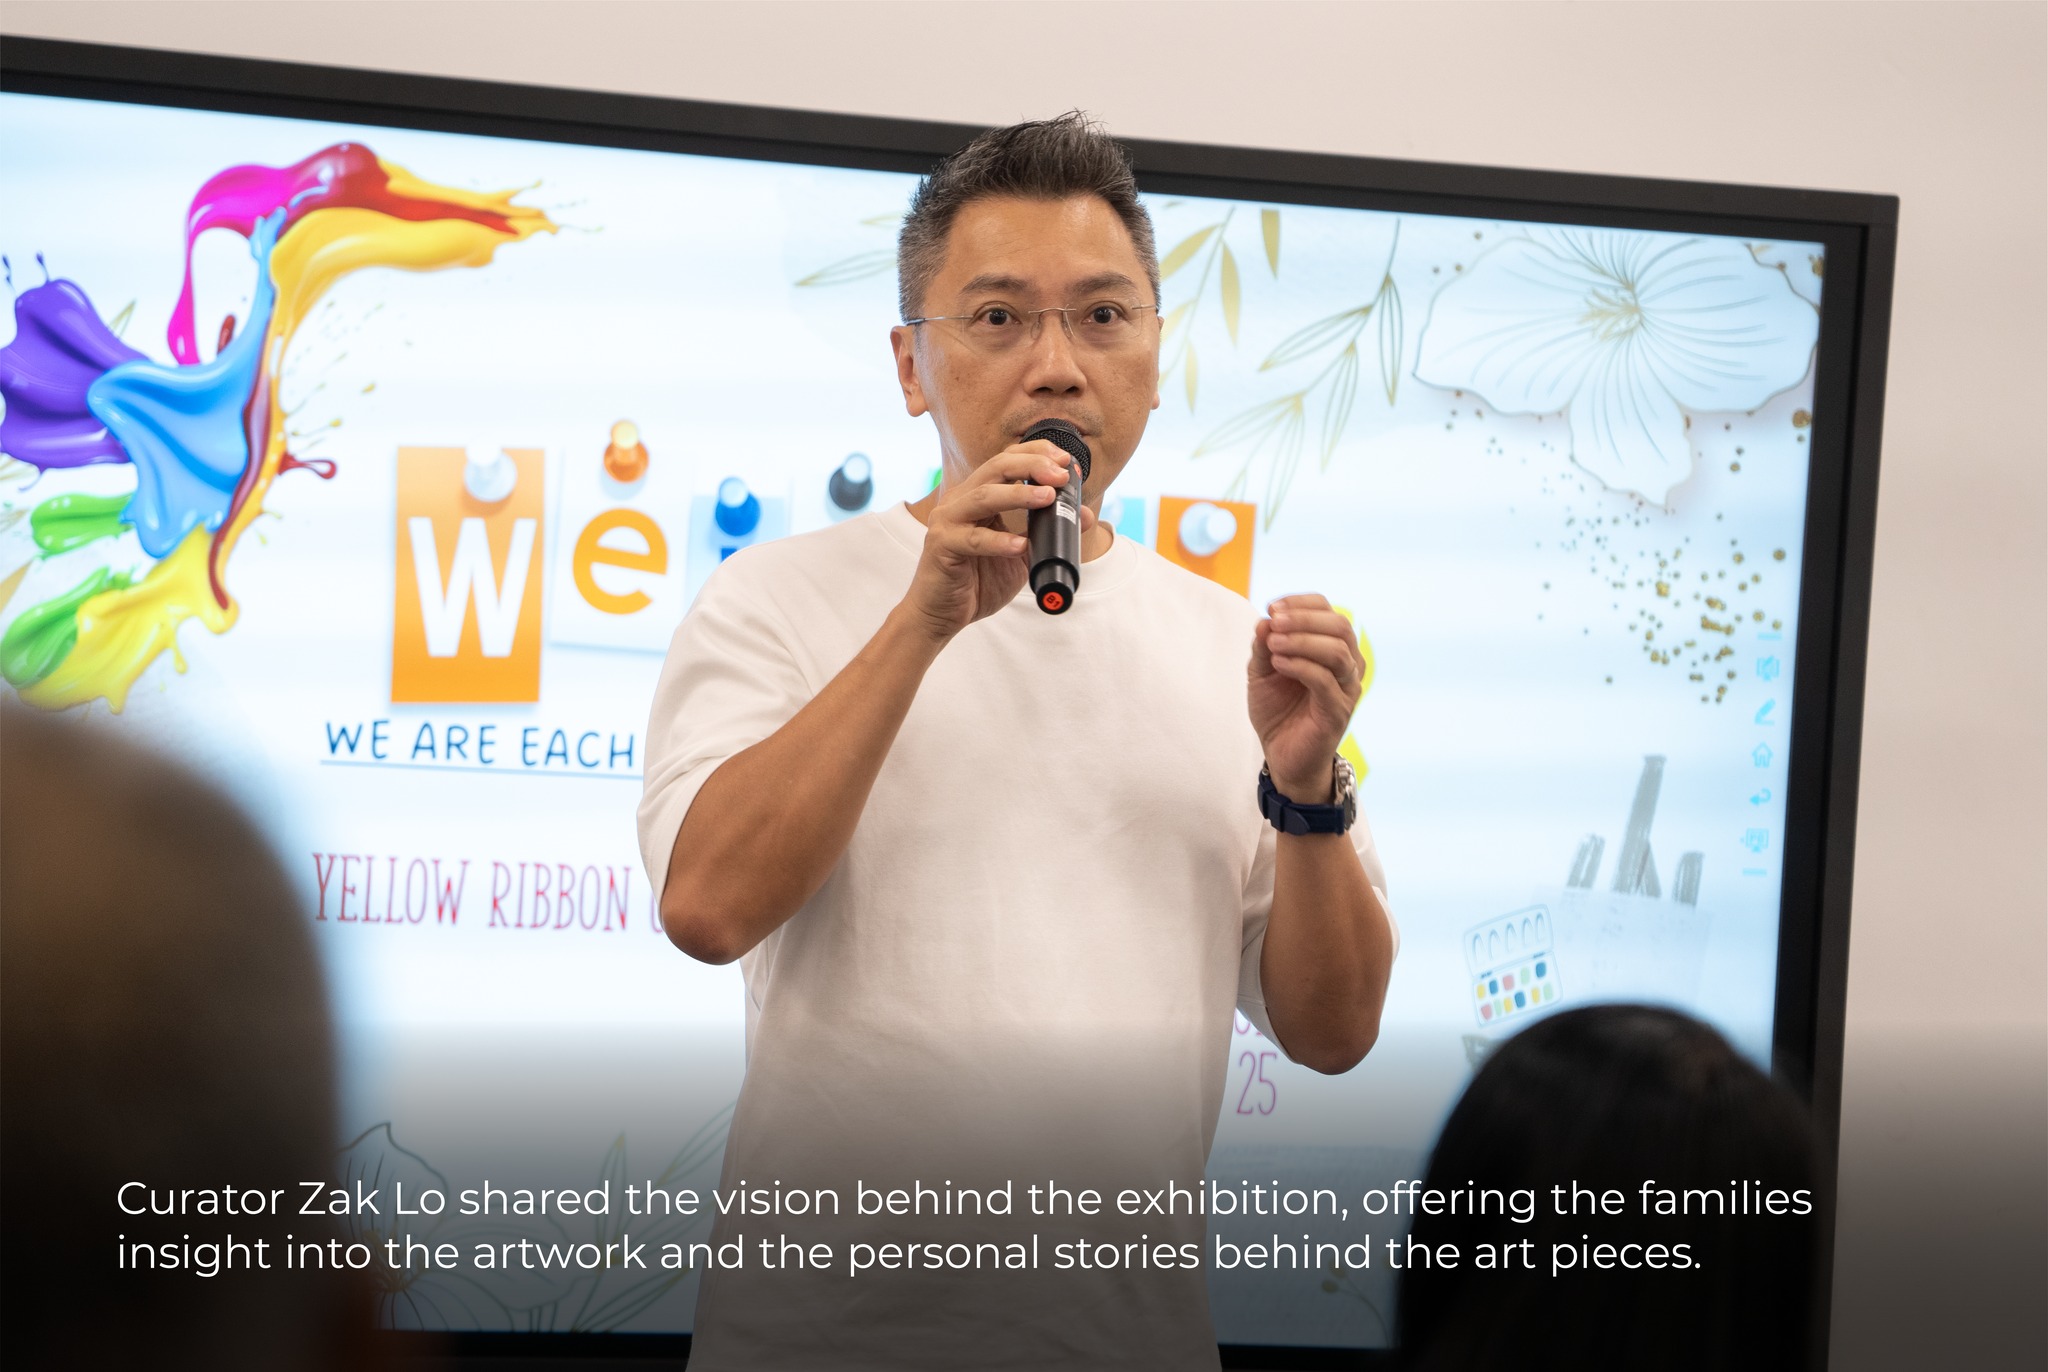 We
WE ARE EACH
YELLOW RIBBON
25
B1
Curator Zak Lo shared the vision behind the exhibition, offering the families
insight into the artwork and the personal stories behind the art pieces.